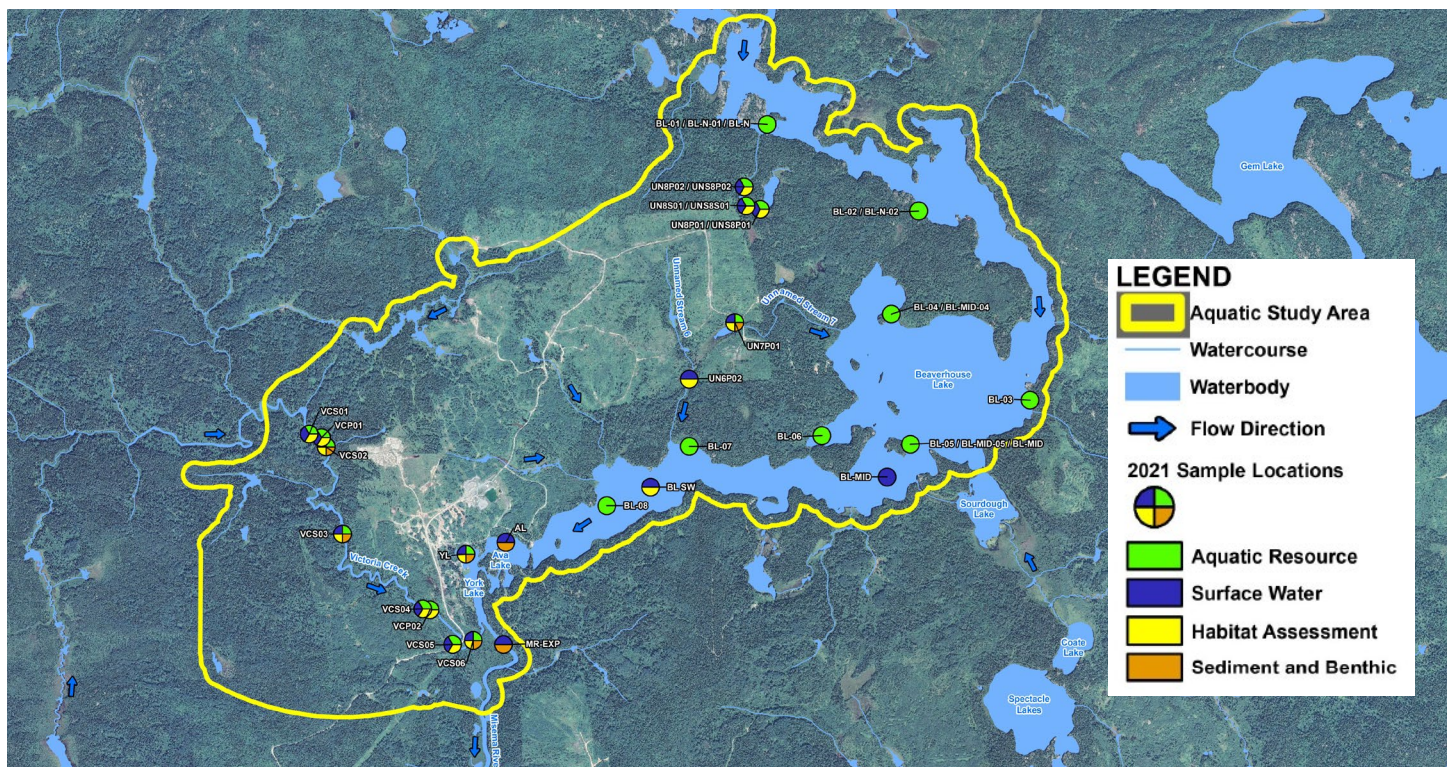 BL-01 / BL-N-01 / BL-N
Gem Lake
UN8P02 / UNS8P02
UN8S01 / UNS8S01
UN8P01 / UNS8P01
BL-02 / BL-N-02
Unnamed Stream 6
Unnamed Stream 7
BL-04 / BL-MID-04
UN7P01
Beaverhouse
Lake
UN6P02
BL-03
VCS01
VCP01
VCS02
BL-07
BL-06
BL-05 / BL-MID-05 / BL-MID
BL-MID
BL-SW
BL-08
Sourdough
Lake
VCS03
AL
YL
Ava
Lake
Victoria Creek
York
Lake
VCS04
VCP02
VCS05
VCS06
MR-EXP
Coate
Lake
Spectacle
Lakes
Misema River
LEGEND
Aquatic Study Area
Watercourse
Waterbody
Flow Direction
2021 Sample Locations
Aquatic Resource
Surface Water
Habitat Assessment
Sediment and Benthic